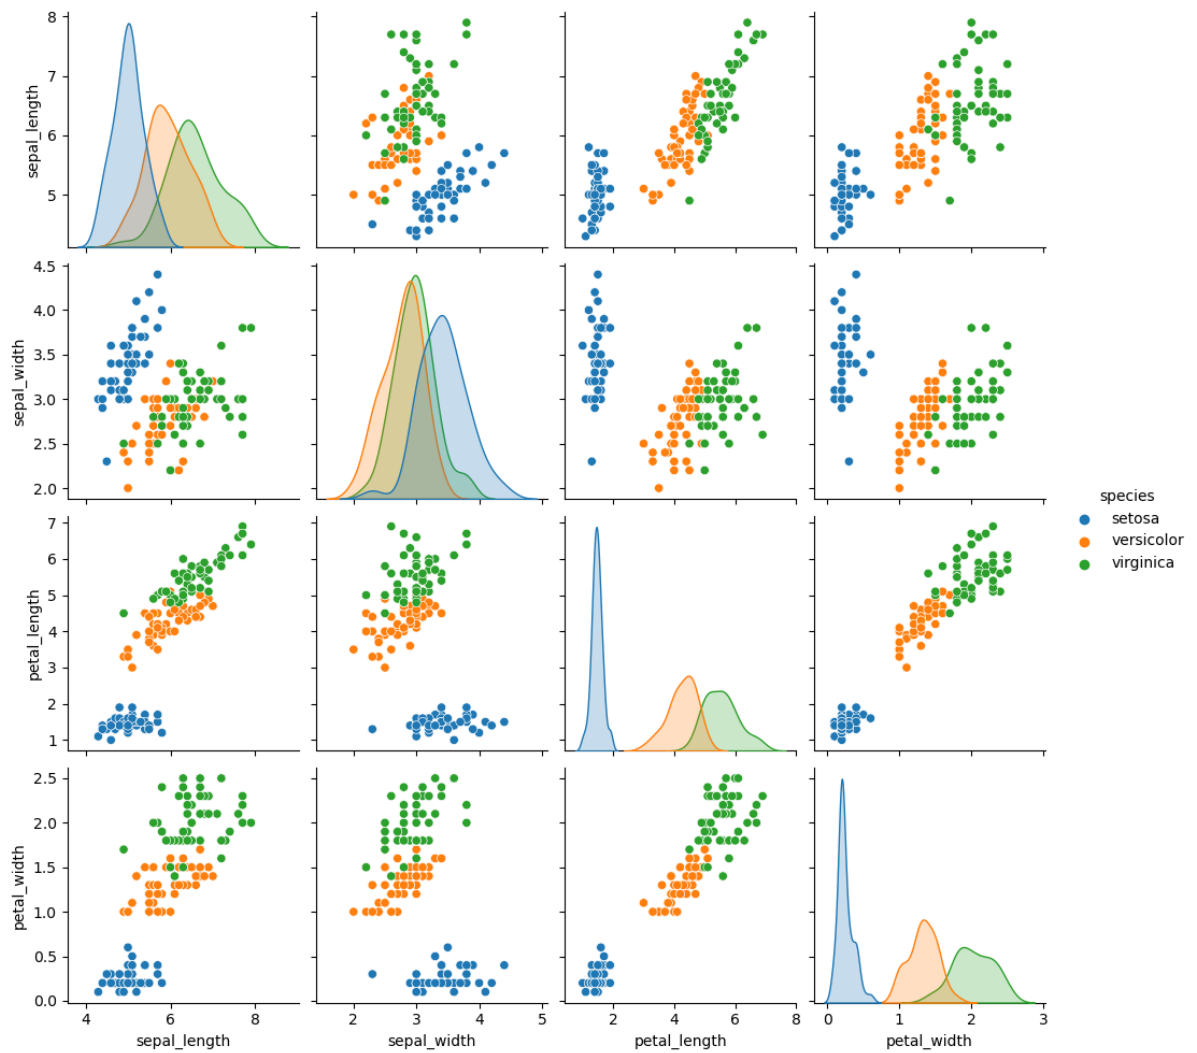 8
7
6
5
sepal_length
4.5
4.0
3.5
3.0
2.5
2.0
sepal_width
species
setosa
versicolor
virginica
7
6
5
4
3
2
1
petal_length
2.5
2.0
1.5
1.0
0.5
0.0
petal_width
4 6 8 2 3 4 5 2 4 6 8 0 1 2 3
sepal_length sepal_width petal_length petal_width